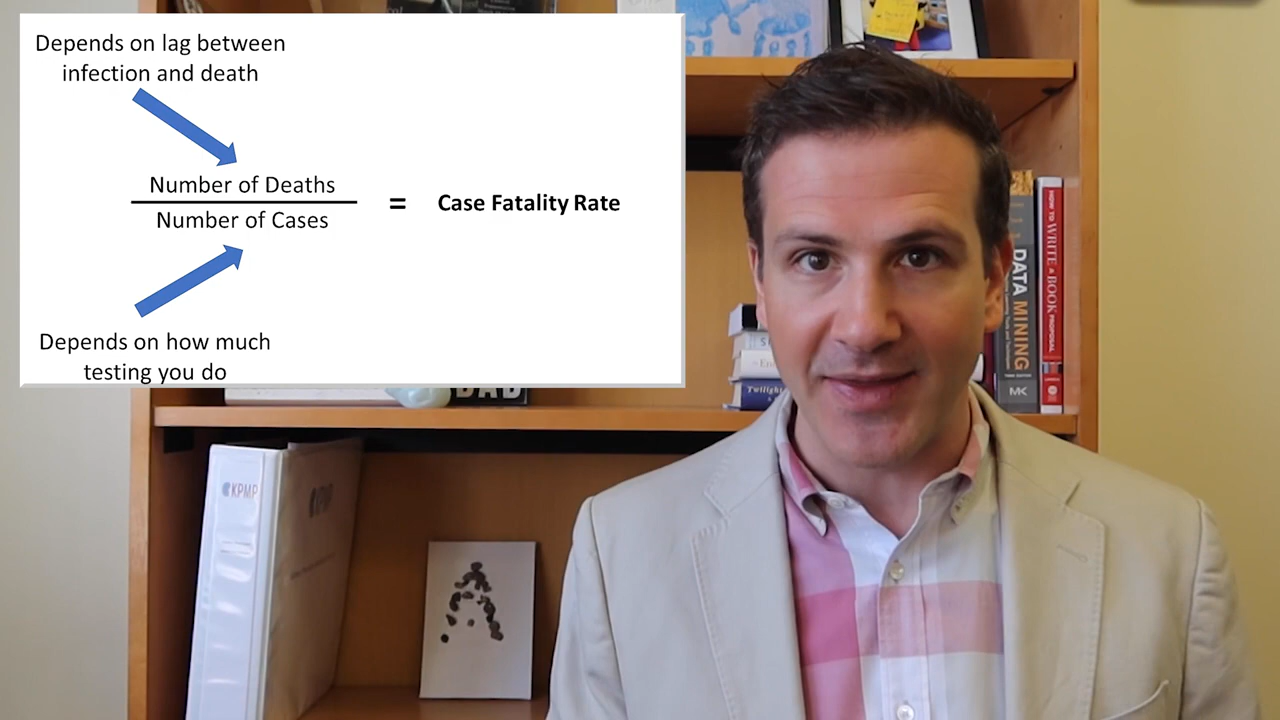 Depends on lag between
infection and death
Number of Deaths
Number of Cases
=
Case Fatality Rate
Depends on how much
testing you do
KPMP
A
DATA MINING
MK
HOW TO WRITE A BOOK PROPOSAL
Twilight
DAD